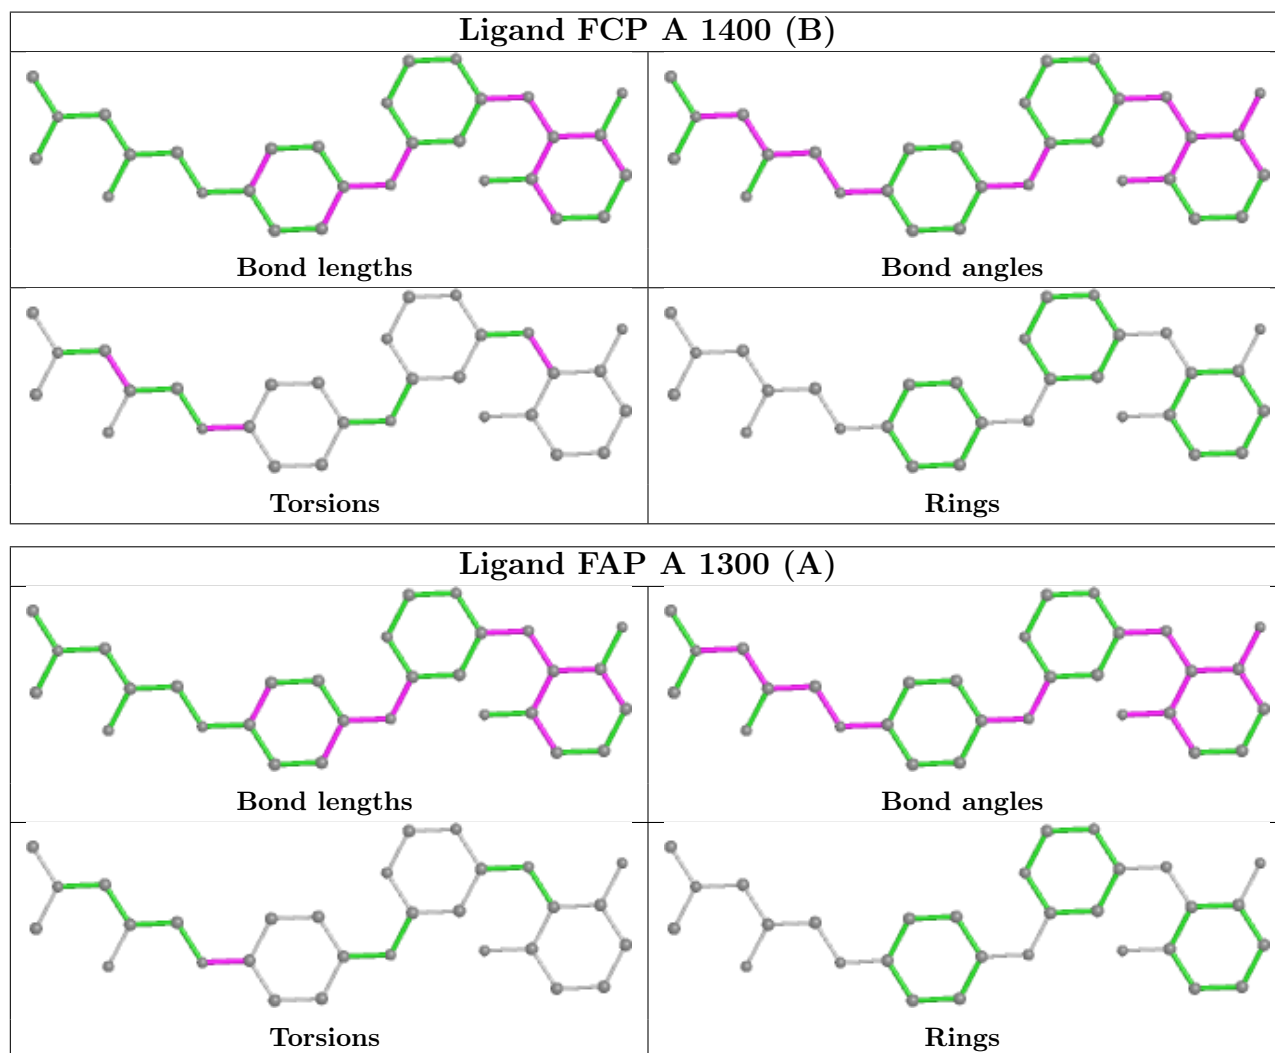 Ligand FCP A 1400 (B)
Bond lengths
Bond angles
Torsions
Rings
Ligand FAP A 1300 (A)
Bond lengths
Bond angles
Torsions
Rings